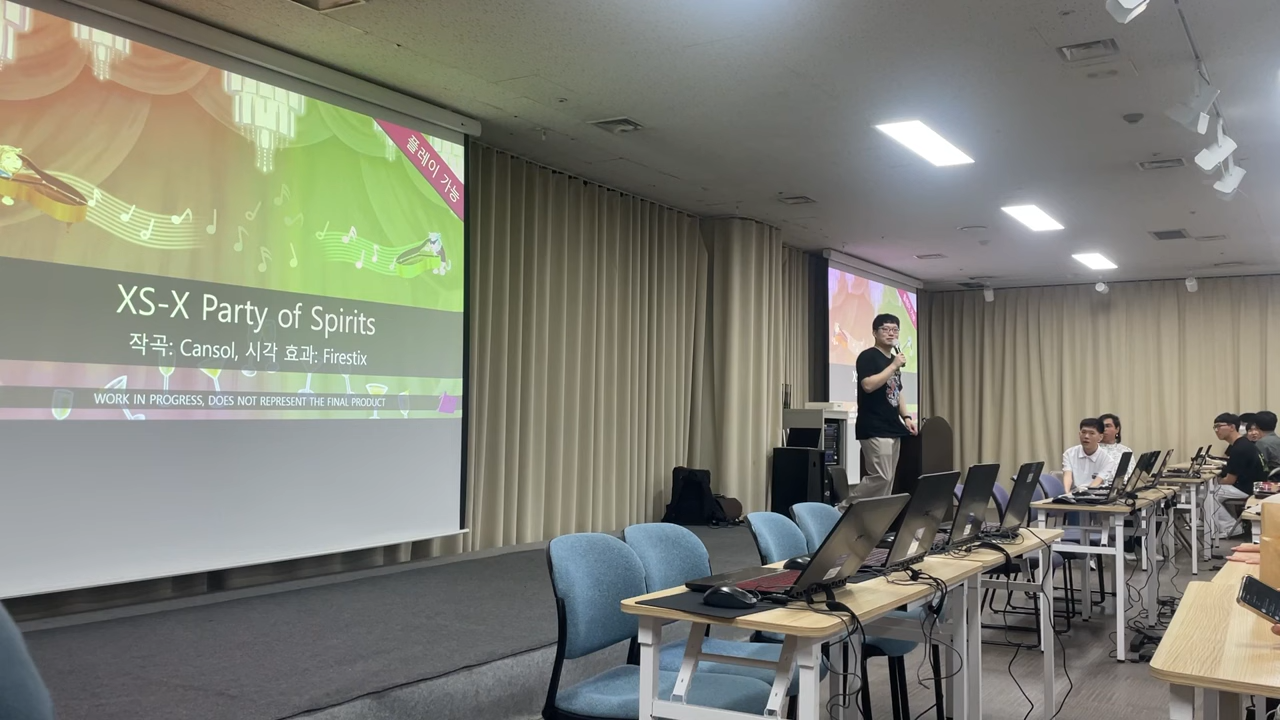 플레이 가능
XS-X Party of Spirits
작곡: Cansol, 시각 효과: Firestix
WORK IN PROGRESS, DOES NOT REPRESENT THE FINAL PRODUCT